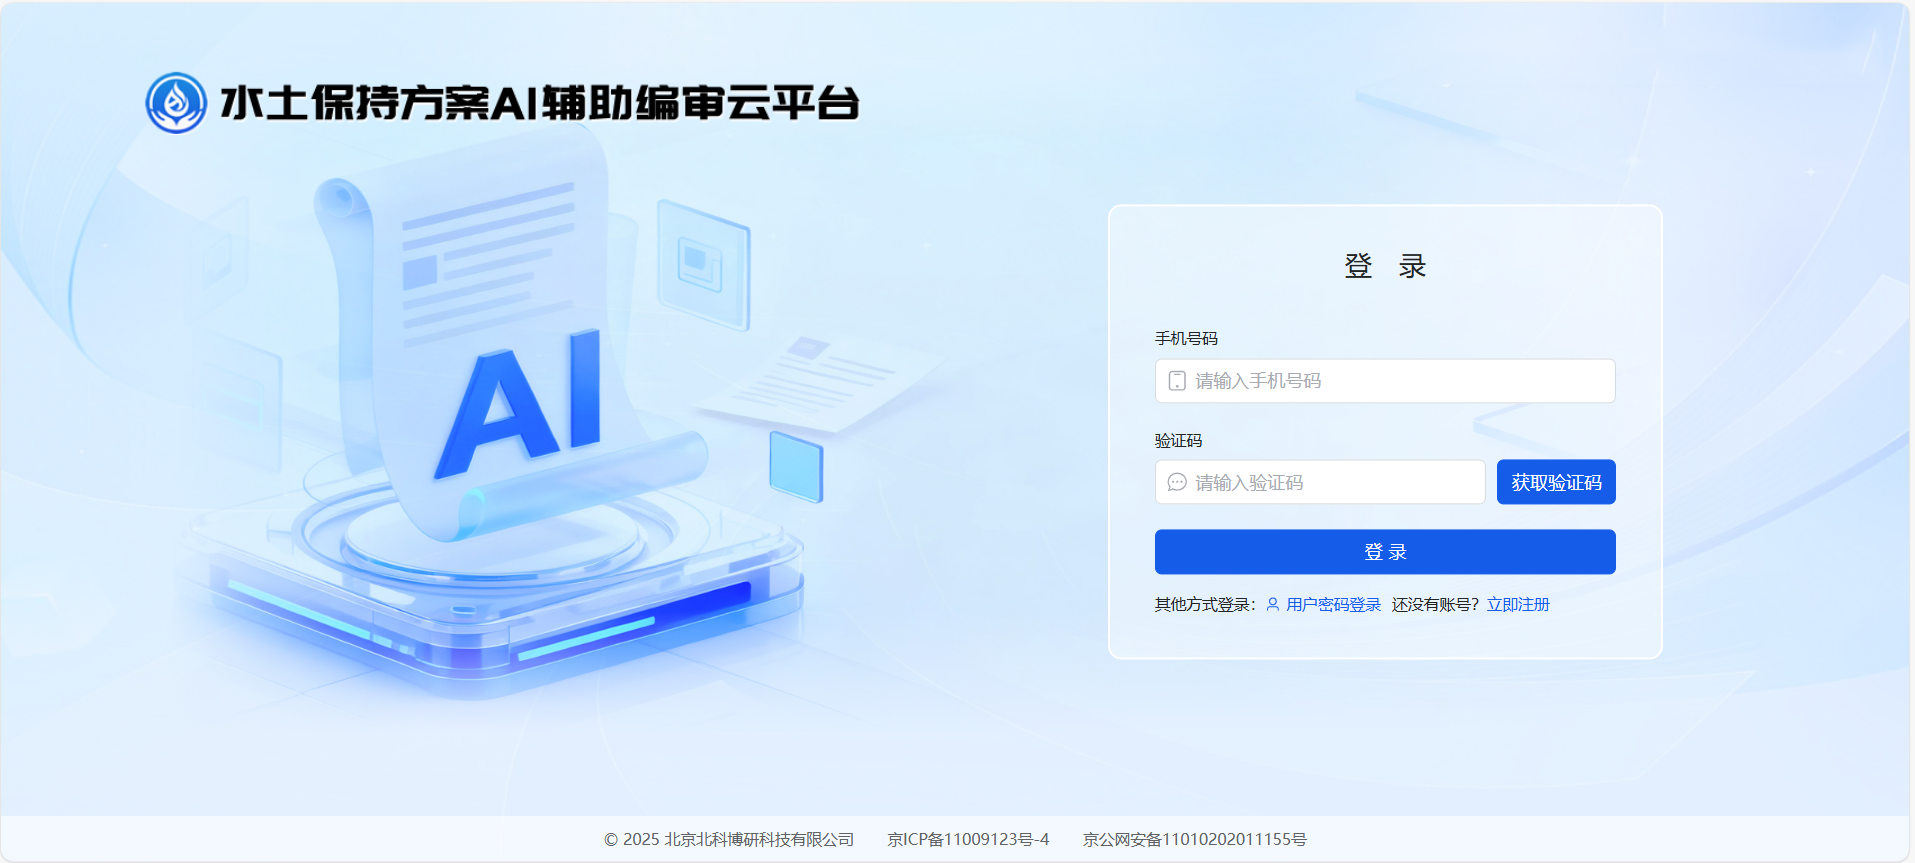 水土保持方案AI辅助编审云平台
AI
登 录
手机号码
请输入手机号码
验证码
请输入验证码
获取验证码
登 录
其他方式登录： 用户密码登录 还没有账号？立即注册
© 2025 北京北科博研科技有限公司 京ICP备11009123号-4 京公网安备11010202011155号